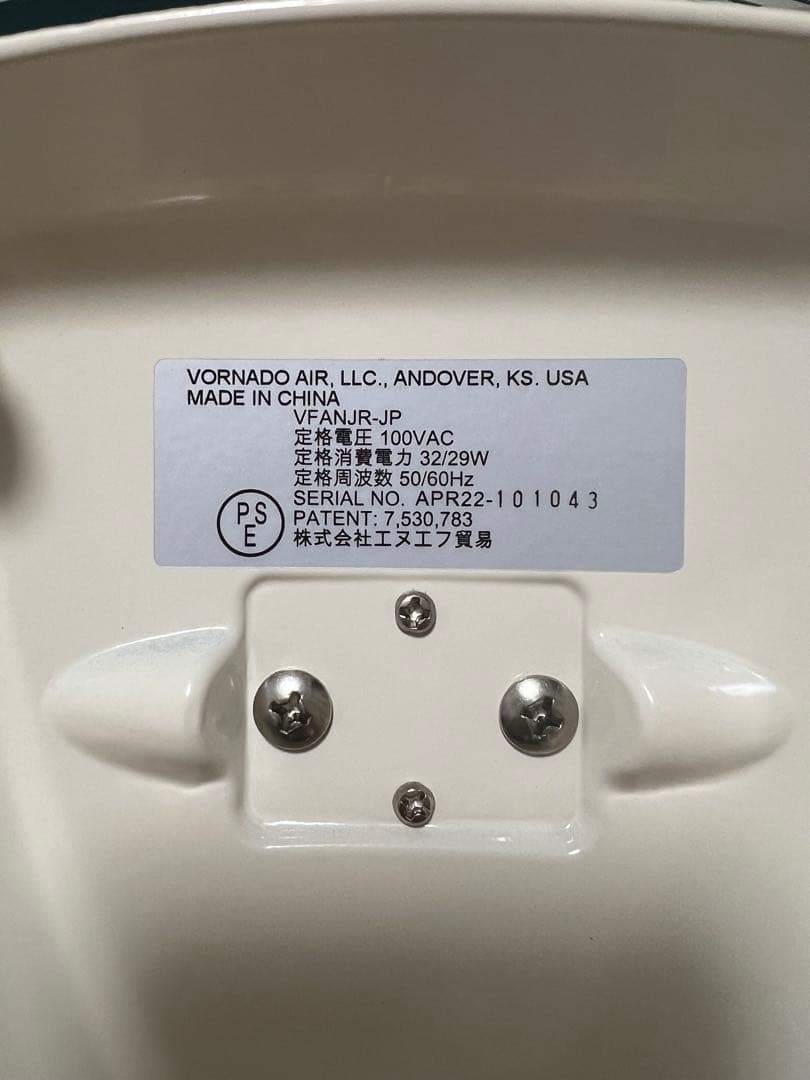 VORNADO AIR, LLC., ANDOVER, KS. USA
MADE IN CHINA
VFANJR-JP
定格電圧 100VAC
定格消費電力 32/29W
定格周波数 50/60Hz
SERIAL NO. APR22-101043
PATENT: 7,530,783
株式会社エヌエフ貿易
PSE